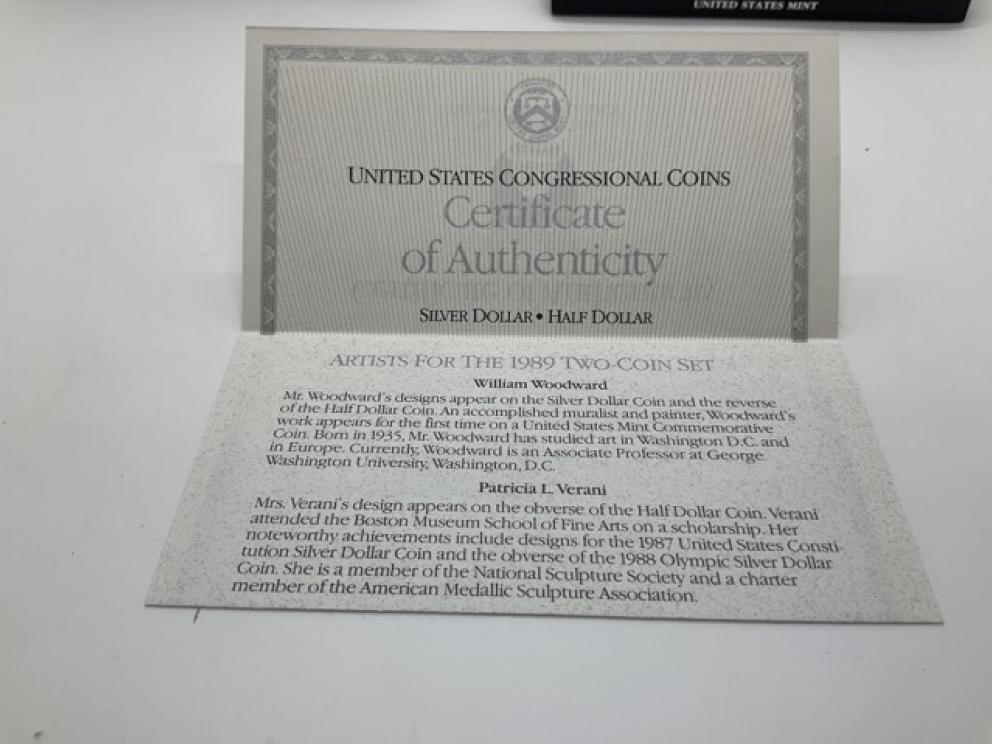 UNITED STATES MINT
UNITED STATES CONGRESSIONAL COINS
Certificate
of Authenticity
SILVER DOLLAR • HALF DOLLAR
ARTISTS FOR THE 1989 TWO-COIN SET
William Woodward
Mr. Woodward's designs appear on the Silver Dollar Coin and the reverse
of the Half Dollar Coin. An accomplished muralist and painter, Woodward's
work appears for the first time on a United States Mint Commemorative
Coin. Born in 1935, Mr. Woodward has studied art in Washington D.C. and
in Europe. Currently, Woodward is an Associate Professor at George
Washington University, Washington, D.C.
Patricia L. Verani
Mrs. Verani's design appears on the obverse of the Half Dollar Coin. Verani
attended the Boston Museum School of Fine Arts on a scholarship. Her
noteworthy achievements include designs for the 1987 United States Consti-
tution Silver Dollar Coin and the obverse of the 1988 Olympic Silver Dollar
Coin. She is a member of the National Sculpture Society and a charter
member of the American Medallic Sculpture Association.